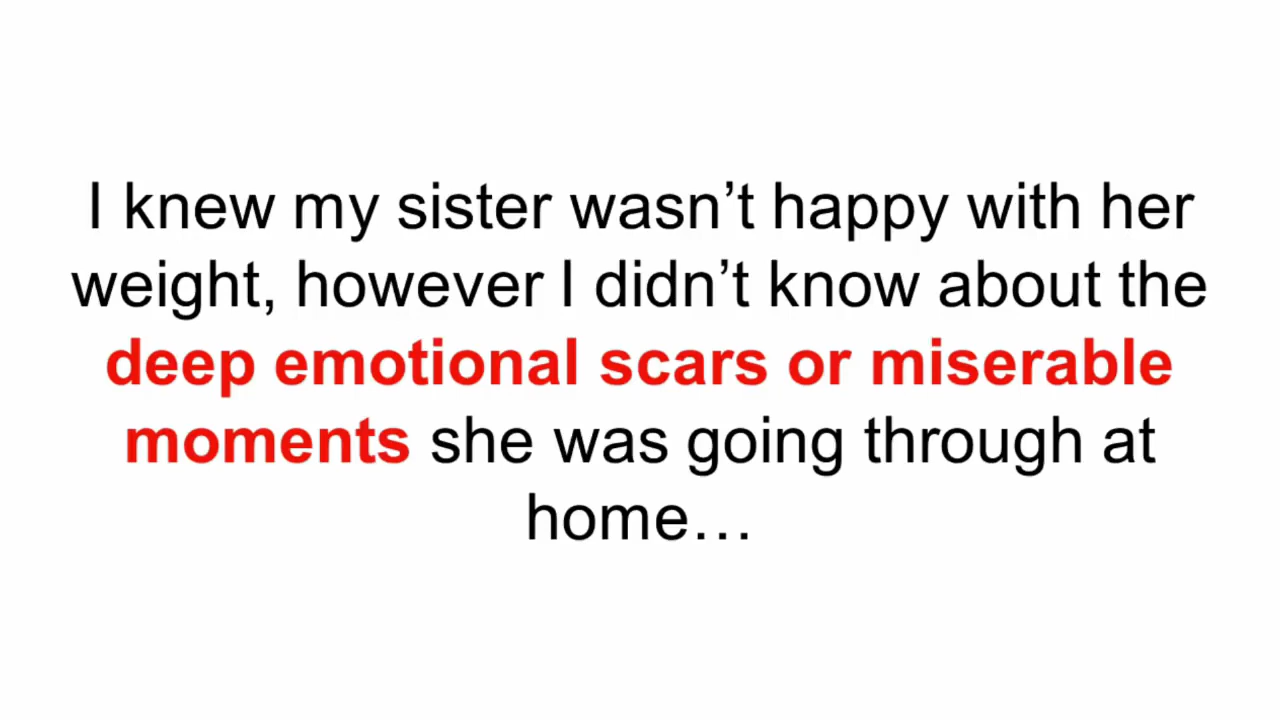 I knew my sister wasn’t happy with her
weight, however I didn’t know about the
deep emotional scars or miserable
moments she was going through at
home…